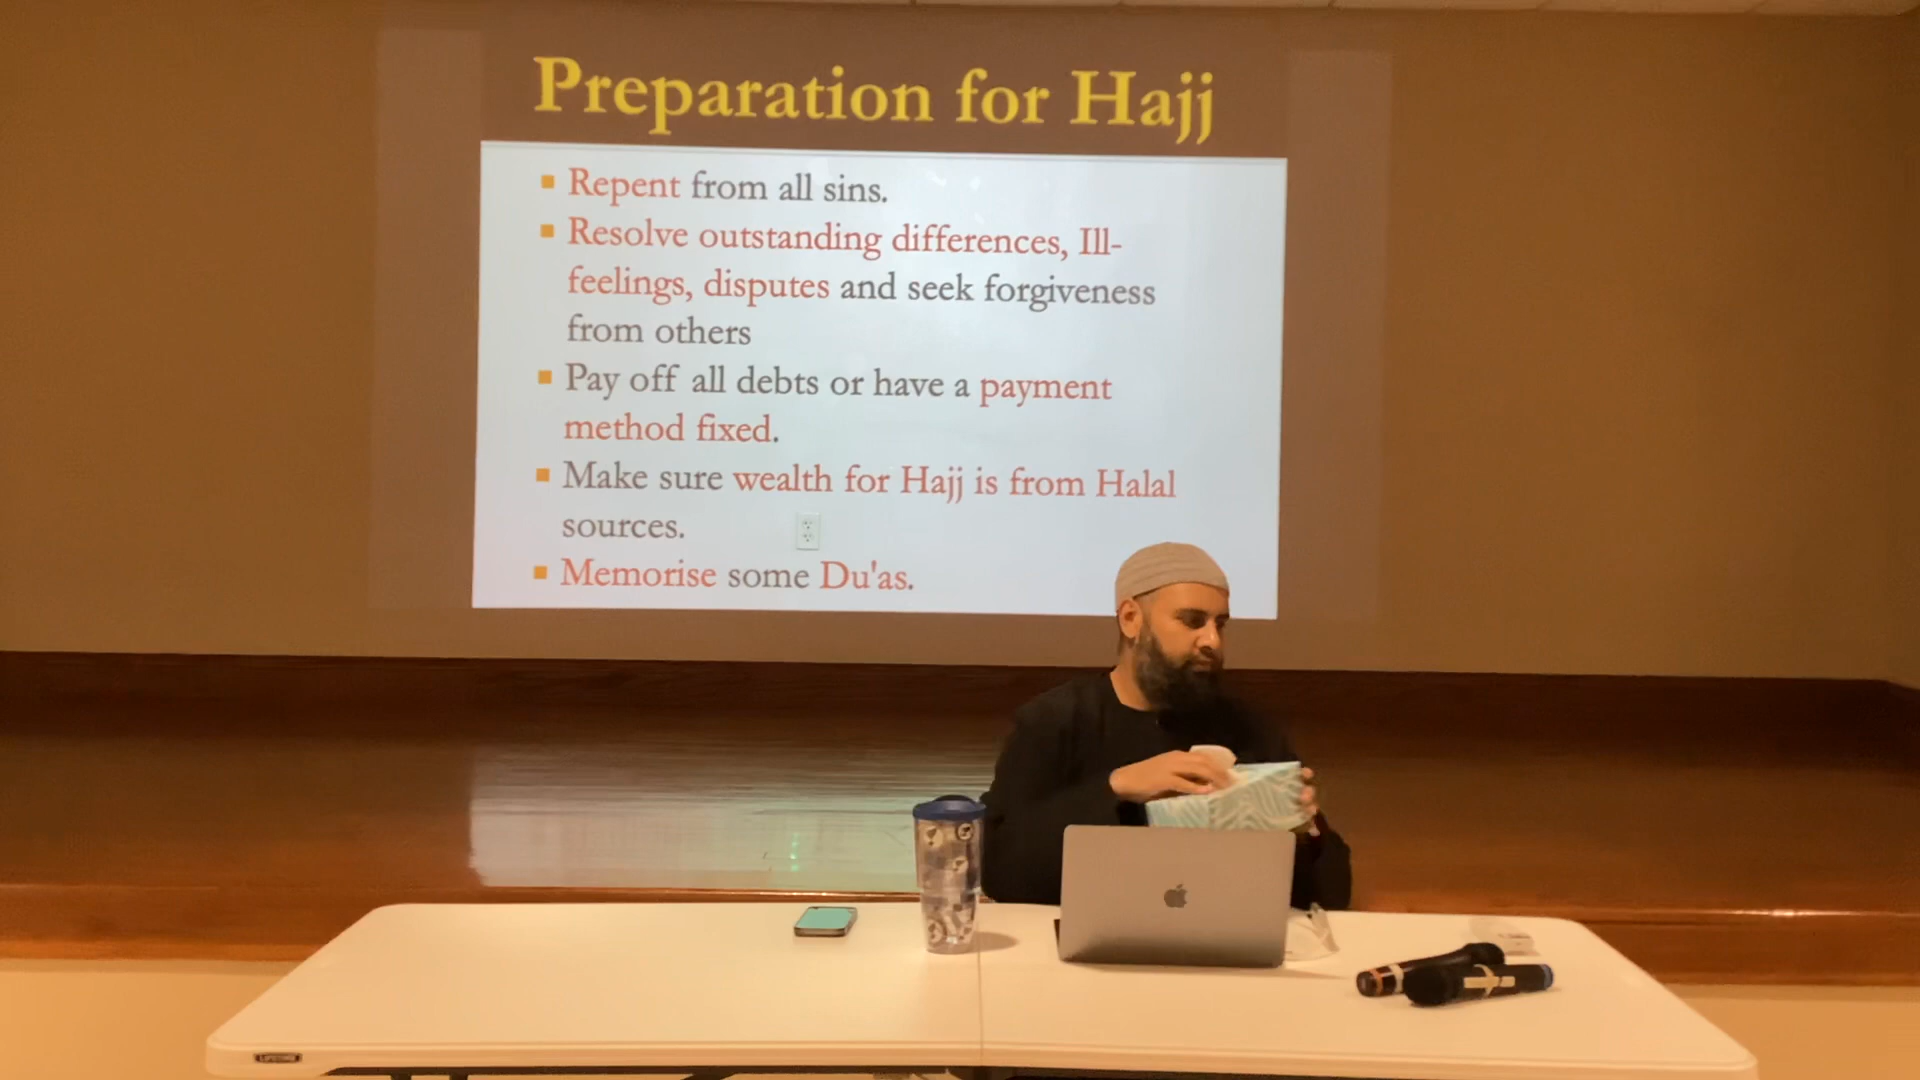 Preparation for Hajj
Repent from all sins.
Resolve outstanding differences, Ill-
feelings, disputes and seek forgiveness
from others
Pay off all debts or have a payment
method fixed.
Make sure wealth for Hajj is from Halal
sources.
Memorise some Du'as.
LIFETIME